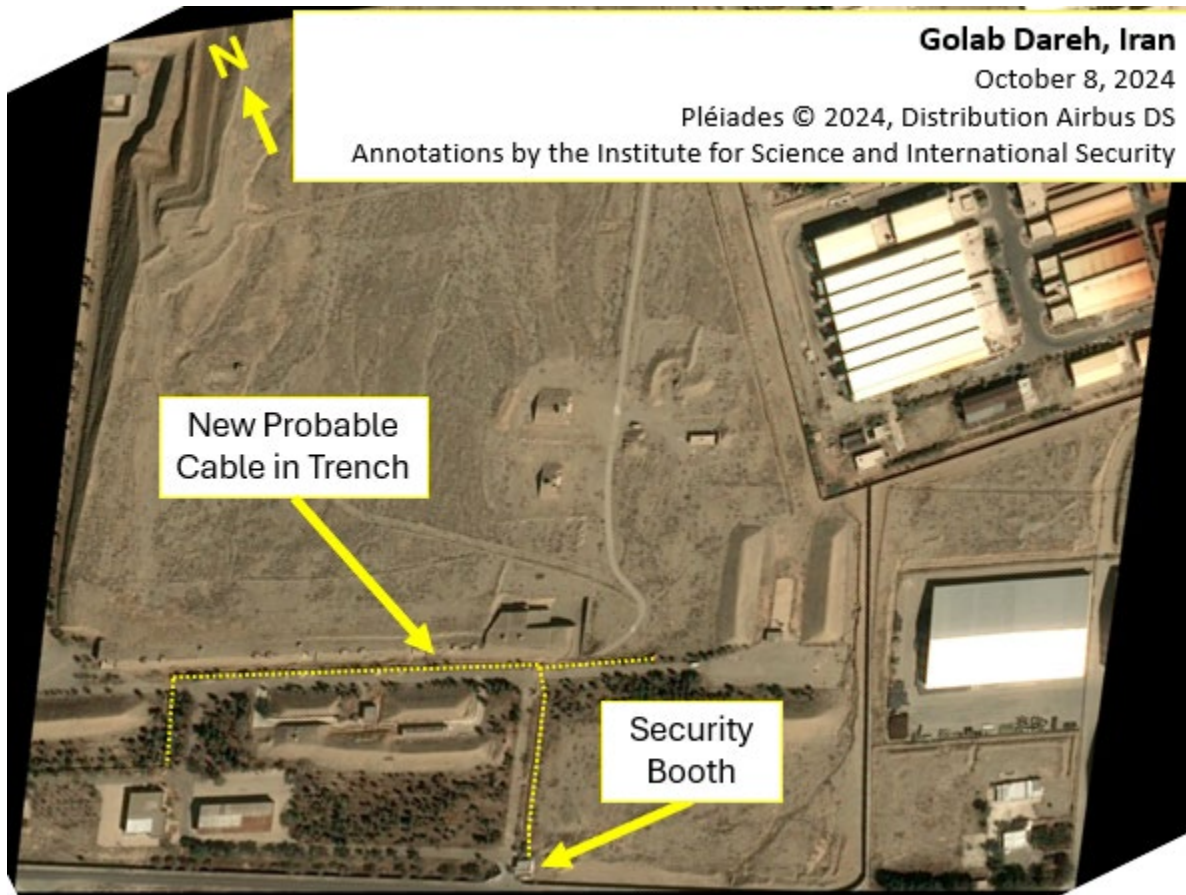 Golab Dareh, Iran
October 8, 2024
Pléiades © 2024, Distribution Airbus DS
Annotations by the Institute for Science and International Security
N
New Probable
Cable in Trench
Security
Booth